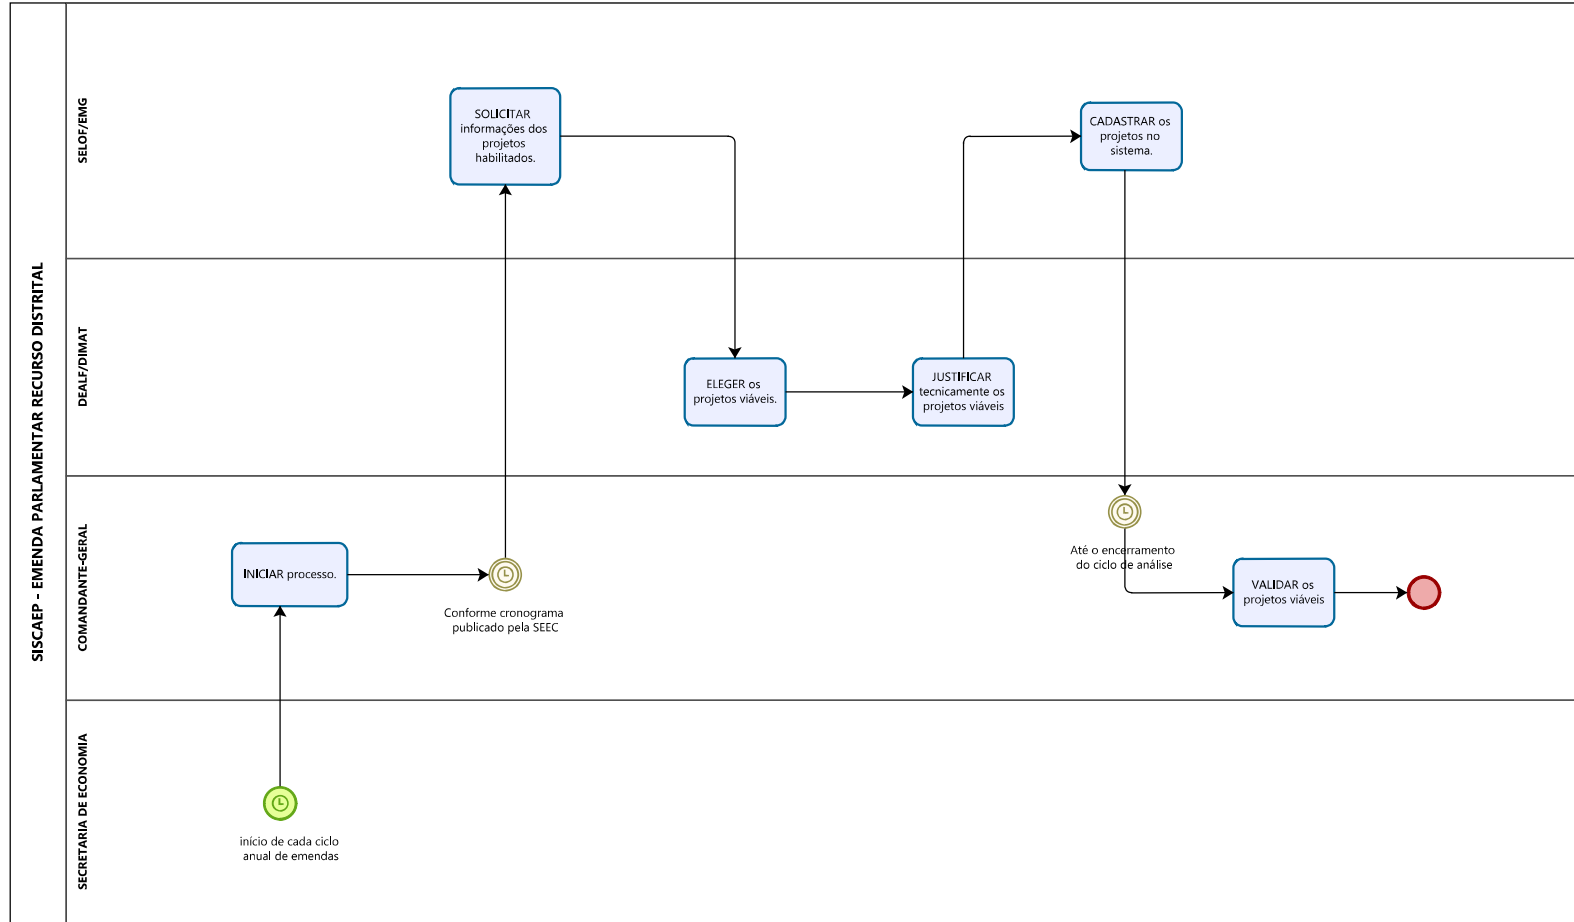 SISCAEP - EMENDA PARLAMENTAR RECURSO DISTRITAL
SELOF/EMG
SOLICITAR
informações dos
projetos
habilitados.
CADASTRAR os
projetos no
sistema.
DEALF/DIMAT
ELEGER os
projetos viáveis.
JUSTIFICAR
tecnicamente os
projetos viáveis
COMANDANTE-GERAL
INICIAR processo.
Conforme cronograma
publicado pela SEEC
Até o encerramento
do ciclo de análise
VALIDAR os
projetos viáveis
SECRETARIA DE ECONOMIA
início de cada ciclo
anual de emendas